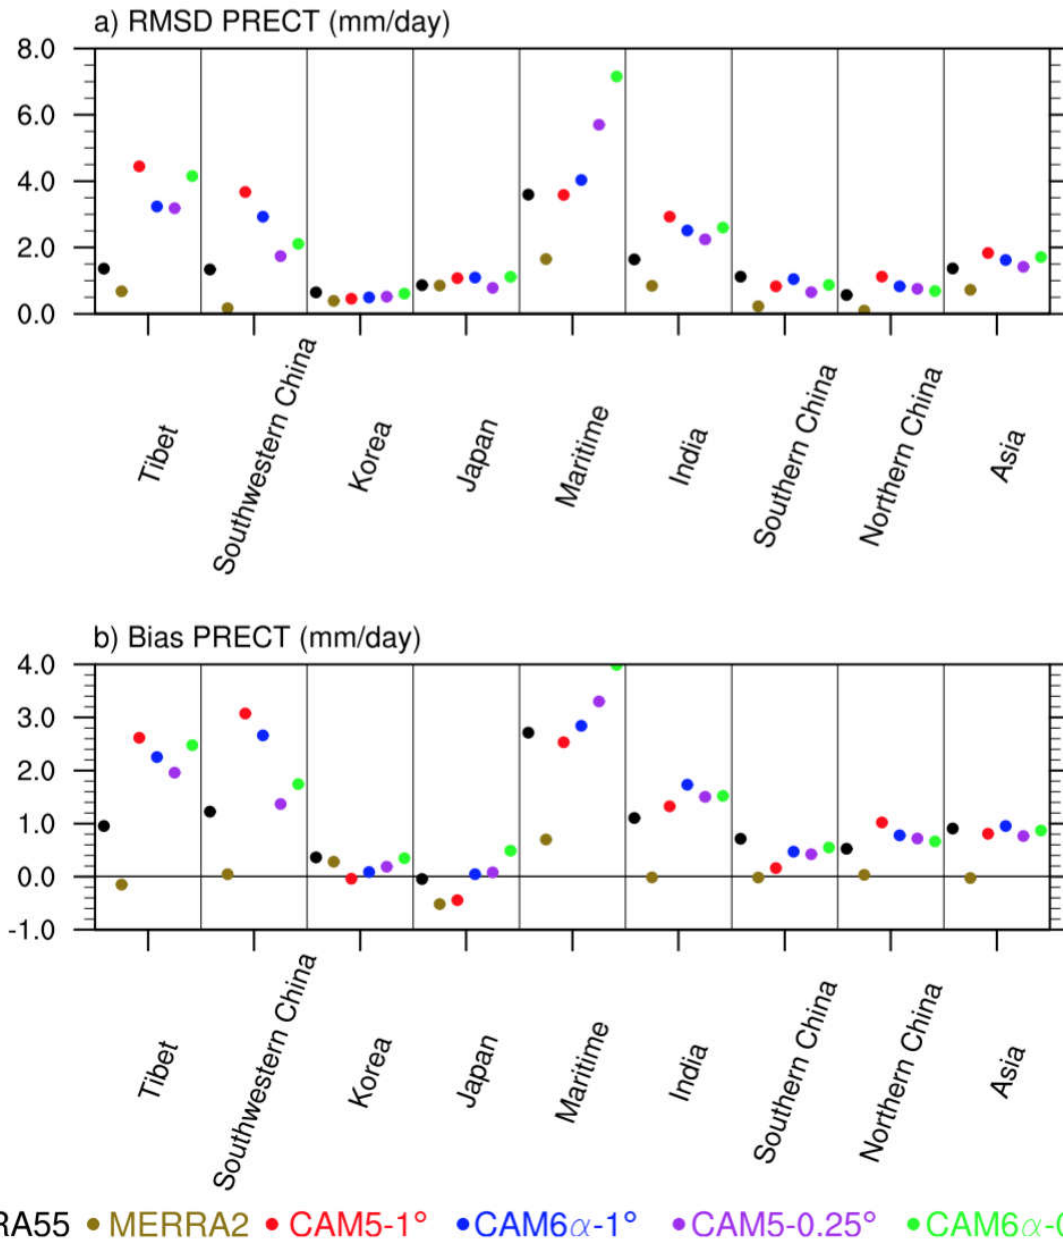 a) RMSD PRECT (mm/day)
8.0
6.0
4.0
2.0
0.0
Tibet
Southwestern China
Korea
Japan
Maritime
India
Southern China
Northern China
Asia
b) Bias PRECT (mm/day)
4.0
3.0
2.0
1.0
0.0
-1.0
Tibet
Southwestern China
Korea
Japan
Maritime
India
Southern China
Northern China
Asia
RA55 MERRA2 CAM5-1° CAM6α-1° CAM5-0.25° CAM6α-0